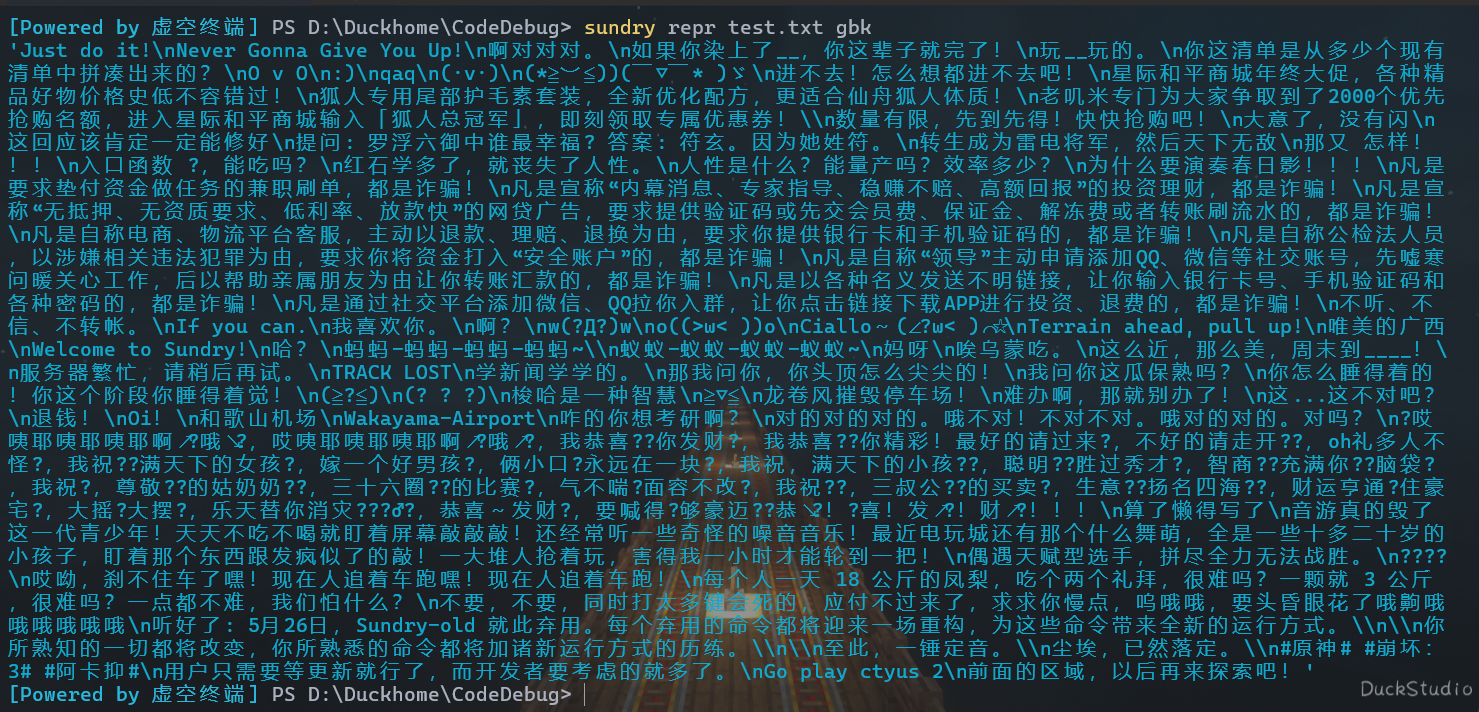 [Powered by 虚空终端] PS D:\Duckhome\CodeDebug> sundry repr test.txt gbk
'Just do it!\nNever Gonna Give You Up!\n啊对对对。\n如果你染上了__，你这辈子就完了！\n玩__玩的。\n你这清单是从多少个现有
清单中拼凑出来的？\nO v O\n:)\nqaq\n(·v·)\n(*≧︶≦))(￣▽￣* )ゞ\n进不去！怎么想都进不去吧！\n星际和平商城年终大促，各种精
品好物价格史低不容错过！\n狐人专用尾部护毛素套装，全新优化配方，更适合仙舟狐人体质！\n老叽米专门为大家争取到了2000个优先
抢购名额，进入星际和平商城输入「狐人总冠军」，即刻领取专属优惠券！\\n数量有限，先到先得！快快抢购吧！\n大意了，没有闪\n
这回应该肯定一定能修好\n提问：罗浮六御中谁最幸福？答案：符玄。因为她姓符。\n转生成为雷电将军，然后天下无敌\n那又 怎样！
！！\n入口函数 ?，能吃吗？\n红石学多了，就丧失了人性。\n人性是什么？能量产吗？效率多少？\n为什么要演奏春日影！！！\n凡是
要求垫付资金做任务的兼职刷单，都是诈骗！\n凡是宣称“内幕消息、专家指导、稳赚不赔、高额回报”的投资理财，都是诈骗！\n凡是宣
称“无抵押、无资质要求、低利率、放款快”的网贷广告，要求提供验证码或先交会员费、保证金、解冻费或者转账刷流水的，都是诈骗！
\n凡是自称电商、物流平台客服，主动以退款、理赔、退换为由，要求你提供银行卡和手机验证码的，都是诈骗！\n凡是自称公检法人员
，以涉嫌相关违法犯罪为由，要求你将资金打入“安全账户”的，都是诈骗！\n凡是自称“领导”主动申请添加QQ、微信等社交账号，先嘘寒
问暖关心工作，后以帮助亲属朋友为由让你转账汇款的，都是诈骗！\n凡是以各种名义发送不明链接，让你输入银行卡号、手机验证码和
各种密码的，都是诈骗！\n凡是通过社交平台添加微信、QQ拉你入群，让你点击链接下载APP进行投资、退费的，都是诈骗！\n不听、不
信、不转帐。\nIf you can.\n我喜欢你。\n啊？\nw(?Д?)w\no((>ω< ))o\nCiallo～(∠?ω< )⌒☆\nTerrain ahead, pull up!\n唯美的广西
\nWelcome to Sundry!\n哈？\n蚂蚂-蚂蚂-蚂蚂-蚂蚂~\\n蚁蚁-蚁蚁-蚁蚁-蚁蚁~\n妈呀\n唉乌蒙吃。\n这么近，那么美，周末到____！\
n服务器繁忙，请稍后再试。\nTRACK LOST\n学新闻学学的。\n那我问你，你头顶怎么尖尖的！\n我问你这瓜保熟吗？\n你怎么睡得着的
！你这个阶段你睡得着觉！\n(≥?≤)\n(? ? ?)\n梭哈是一种智慧\n≧▽≦\n龙卷风摧毁停车场！\n难办啊，那就别办了！\n这...这不对吧？
\n退钱！\nOi！\n和歌山机场\nWakayama-Airport\n咋的你想考研啊？\n对的对的对的。哦不对！不对不对。哦对的对的。对吗？\n?哎
咦耶咦耶咦耶啊↗?哦↘?，哎咦耶咦耶咦耶啊↗?哦↗?，我恭喜??你发财?，我恭喜??你精彩！最好的请过来?，不好的请走开??，oh礼多人不
怪?，我祝??满天下的女孩?，嫁一个好男孩?，俩小口?永远在一块?，我祝，满天下的小孩??，聪明??胜过秀才?，智商??充满你??脑袋?
，我祝?，尊敬??的姑奶奶??，三十六圈??的比赛?，气不喘?面容不改?，我祝??，三叔公??的买卖?，生意??扬名四海??，财运亨通?住豪
宅?，大摇?大摆?，乐天替你消灾???♂?，恭喜～发财?，要喊得?够豪迈??恭↘?！?喜！发↗?！财↗?！！！\n算了懒得写了\n音游真的毁了
这一代青少年！天天不吃不喝就盯着屏幕敲敲敲！还经常听一些奇怪的噪音音乐！最近电玩城还有那个什么舞萌，全是一些十多二十岁的
小孩子，盯着那个东西跟发疯似了的敲！一大堆人抢着玩，害得我一小时才能轮到一把！\n偶遇天赋型选手，拼尽全力无法战胜。\n????
\n哎呦，刹不住车了嘿！现在人追着车跑嘿！现在人追着车跑！\n每个人一天 18 公斤的凤梨，吃个两个礼拜，很难吗？一颗就 3 公斤
，很难吗？一点都不难，我们怕什么？\n不要，不要，同时打太多键会死的，应付不过来了，求求你慢点，呜哦哦，要头昏眼花了哦齁哦
哦哦哦哦哦哦\n听好了：5月26日，Sundry-old 就此弃用。每个弃用的命令都将迎来一场重构，为这些命令带来全新的运行方式。\\n\\n你
所熟知的一切都将改变，你所熟悉的命令都将加诸新运行方式的历练。\\n\\n至此，一锤定音。\\n尘埃，已然落定。\\n#原神# #崩坏：
3# #阿卡抑#\n用户只需要等更新就行了，而开发者要考虑的就多了。\nGo play ctyus 2\n前面的区域，以后再来探索吧！'
[Powered by 虚空终端] PS D:\Duckhome\CodeDebug>
DuckStudio